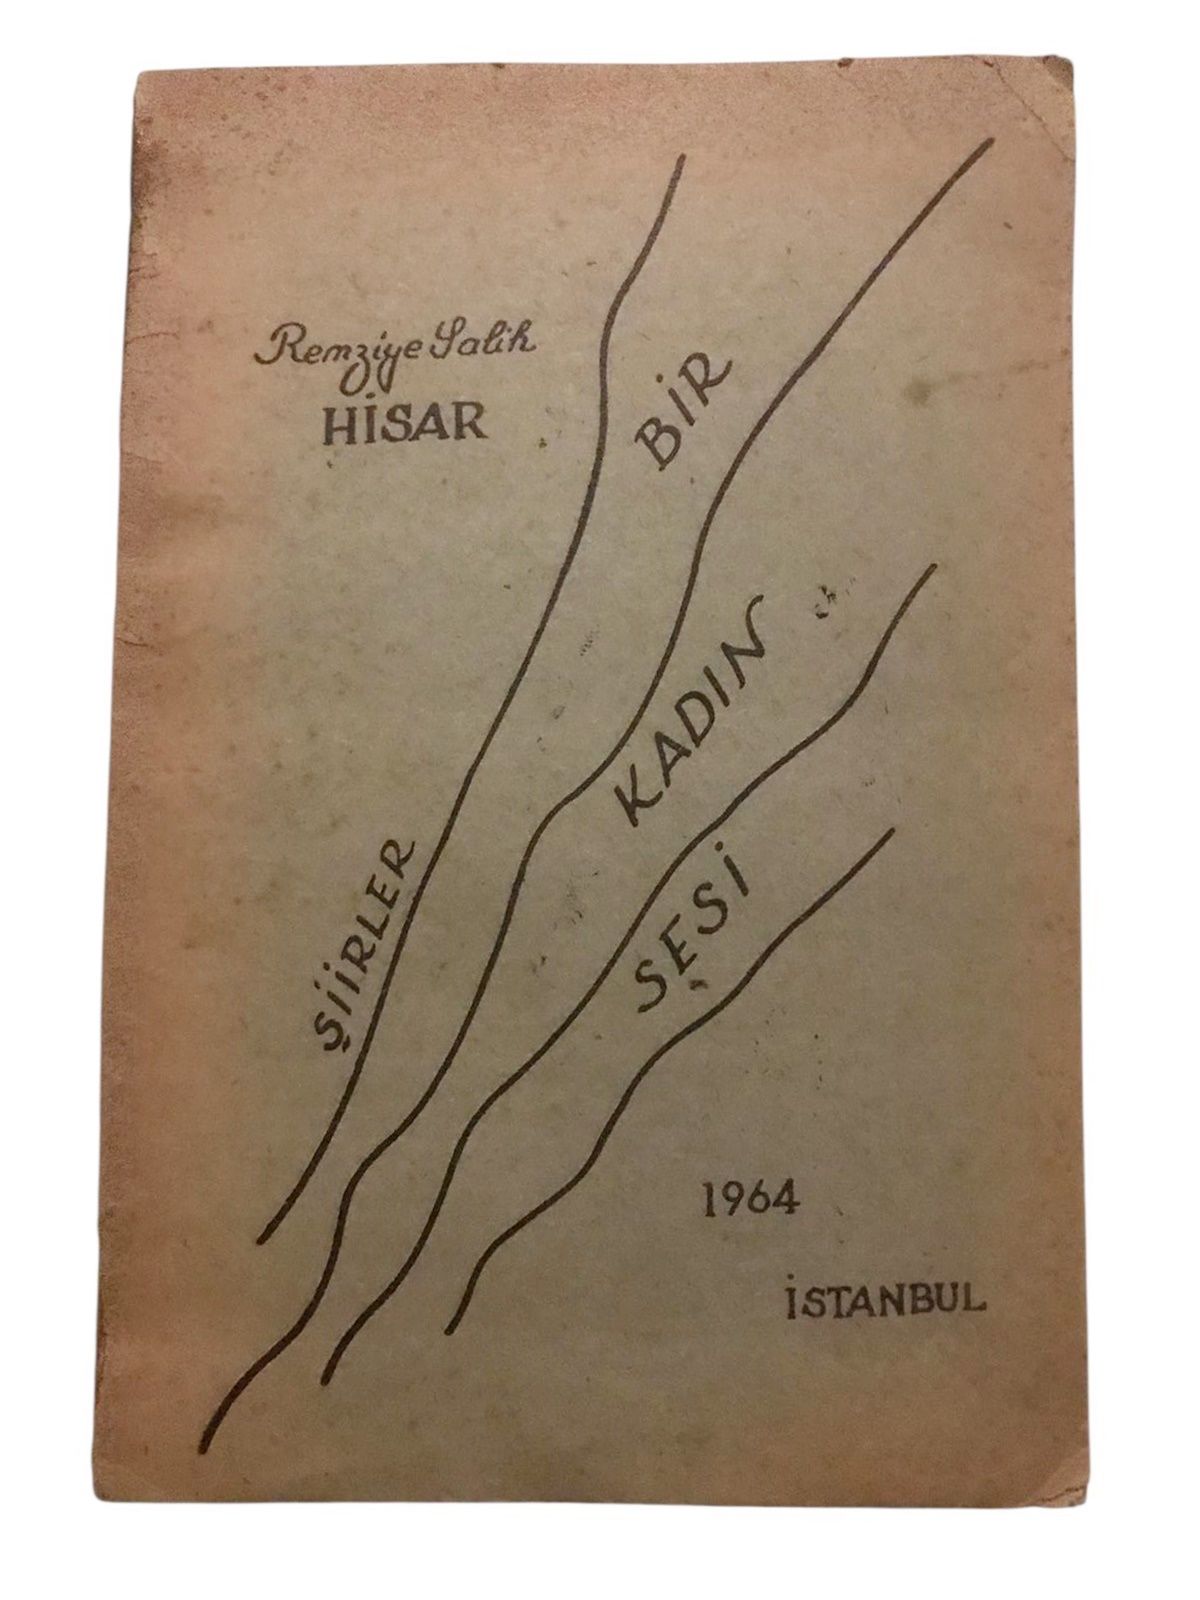 Remziye Salih
HİSAR
BİR
KADIN
SESİ
ŞİİRLER
1964
İSTANBUL